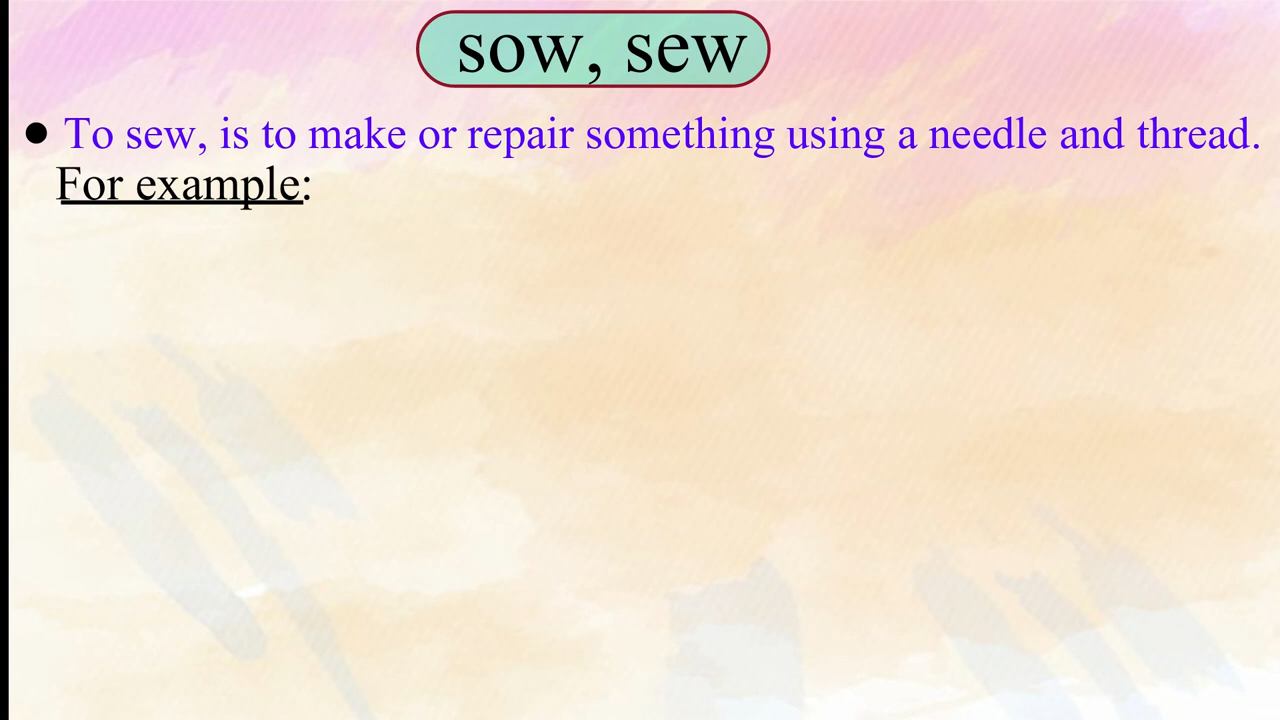 sow, sew
● To sew, is to make or repair something using a needle and thread.
For example: